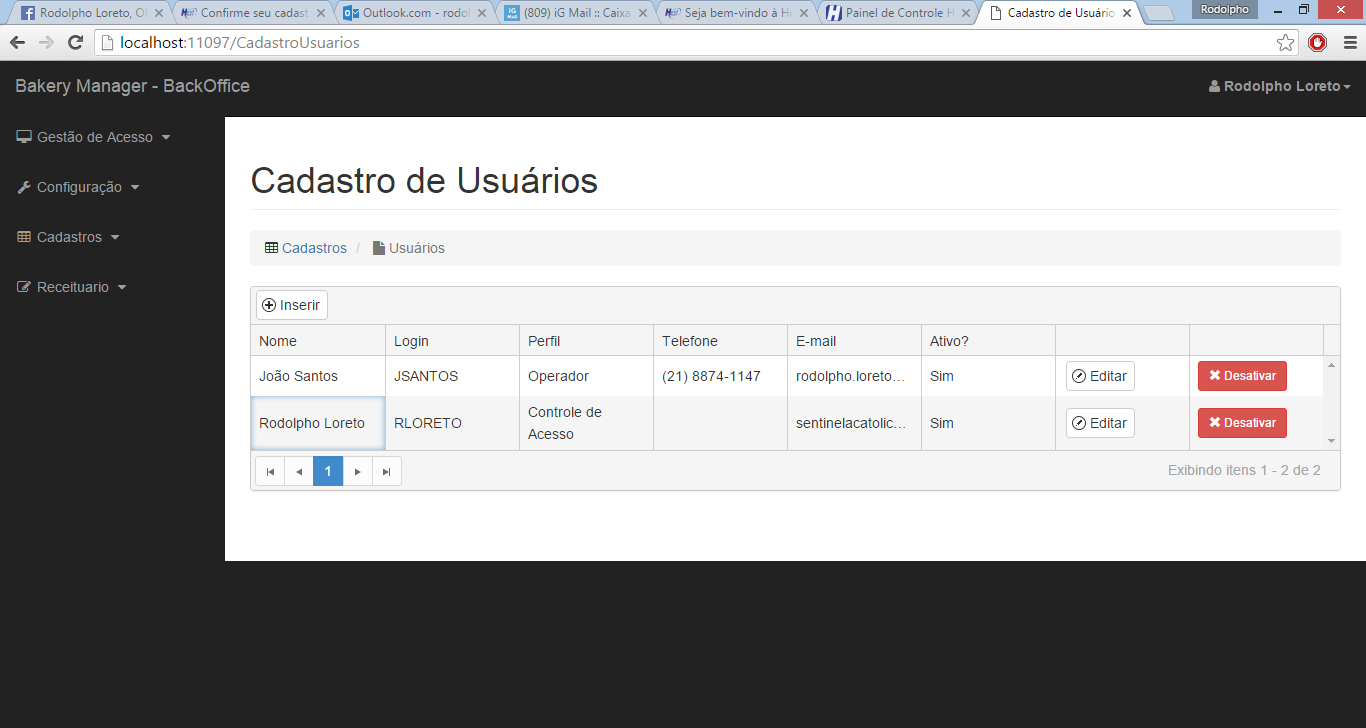 Rodolpho Loreto, O
Confirme seu cadast
Outlook.com - rodol
(809) iG Mail :: Caixa
Seja bem-vindo à Ho
Painel de Controle H
Cadastro de Usuário
Rodolpho
localhost:11097/CadastroUsuarios
Bakery Manager - BackOffice
Rodolpho Loreto
Gestão de Acesso
Configuração
Cadastros
Receituario
Cadastro de Usuários
Cadastros / Usuários
Inserir
Nome Login Perfil Telefone E-mail Ativo?
João Santos JSANTOS Operador (21) 8874-1147 rodolpho.loreto... Sim Editar Desativar
Rodolpho Loreto RLORETO Controle de Acesso sentinelacatolic... Sim Editar Desativar
1
Exibindo itens 1 - 2 de 2